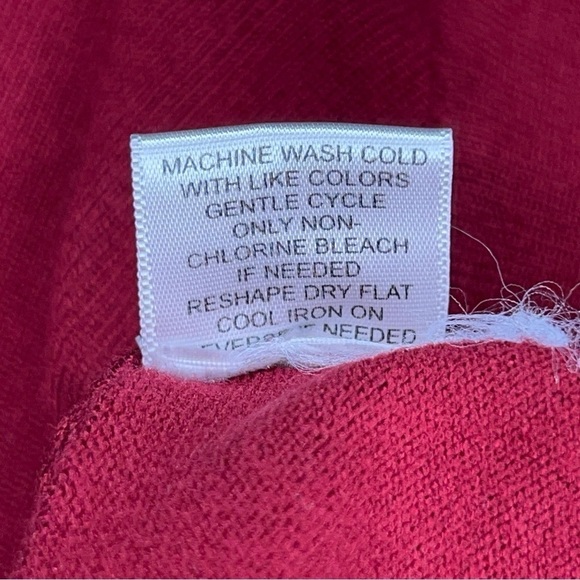 MACHINE WASH COLD
WITH LIKE COLORS
GENTLE CYCLE
ONLY NON-
CHLORINE BLEACH
IF NEEDED
RESHAPE DRY FLAT
COOL IRON ON
REVERSE IF NEEDED